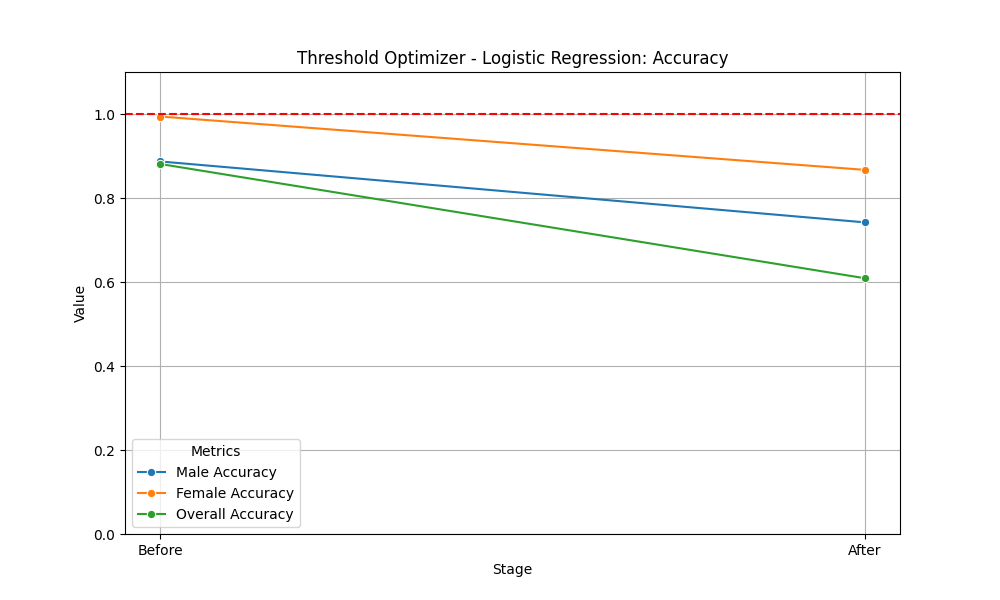 Threshold Optimizer - Logistic Regression: Accuracy
1.0
0.8
0.6
0.4
0.2
0.0
Value
Metrics
Male Accuracy
Female Accuracy
Overall Accuracy
Before
After
Stage